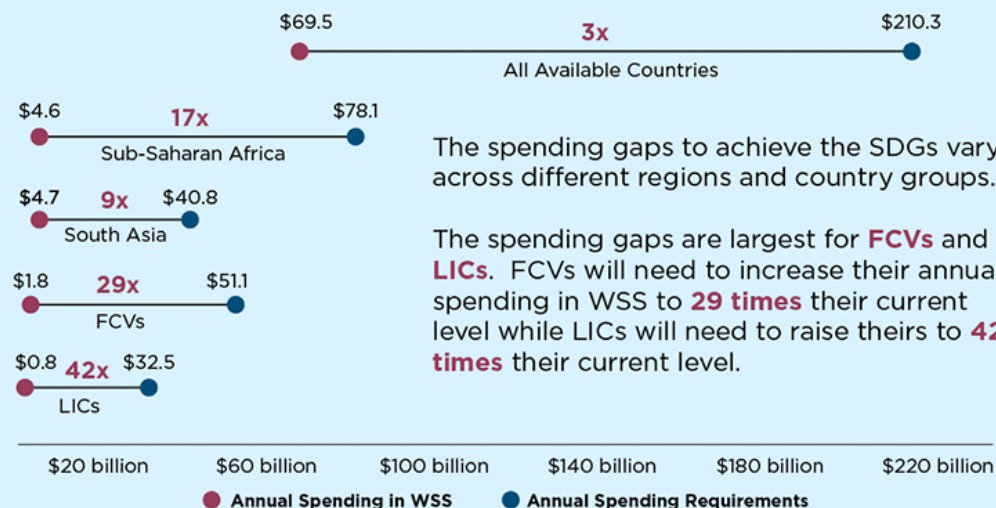 $69.5
3x
$210.3
All Available Countries
$4.6
17x
$78.1
Sub-Saharan Africa
$4.7
9x
$40.8
South Asia
$1.8
29x
$51.1
FCVs
$0.8
42x
$32.5
LICs
The spending gaps to achieve the SDGs vary
across different regions and country groups.
The spending gaps are largest for FCVs and
LICs. FCVs will need to increase their annua
spending in WSS to 29 times their current
level while LICs will need to raise theirs to 42
times their current level.
$20 billion $60 billion $100 billion $140 billion $180 billion $220 billion
Annual Spending in WSS Annual Spending Requirements